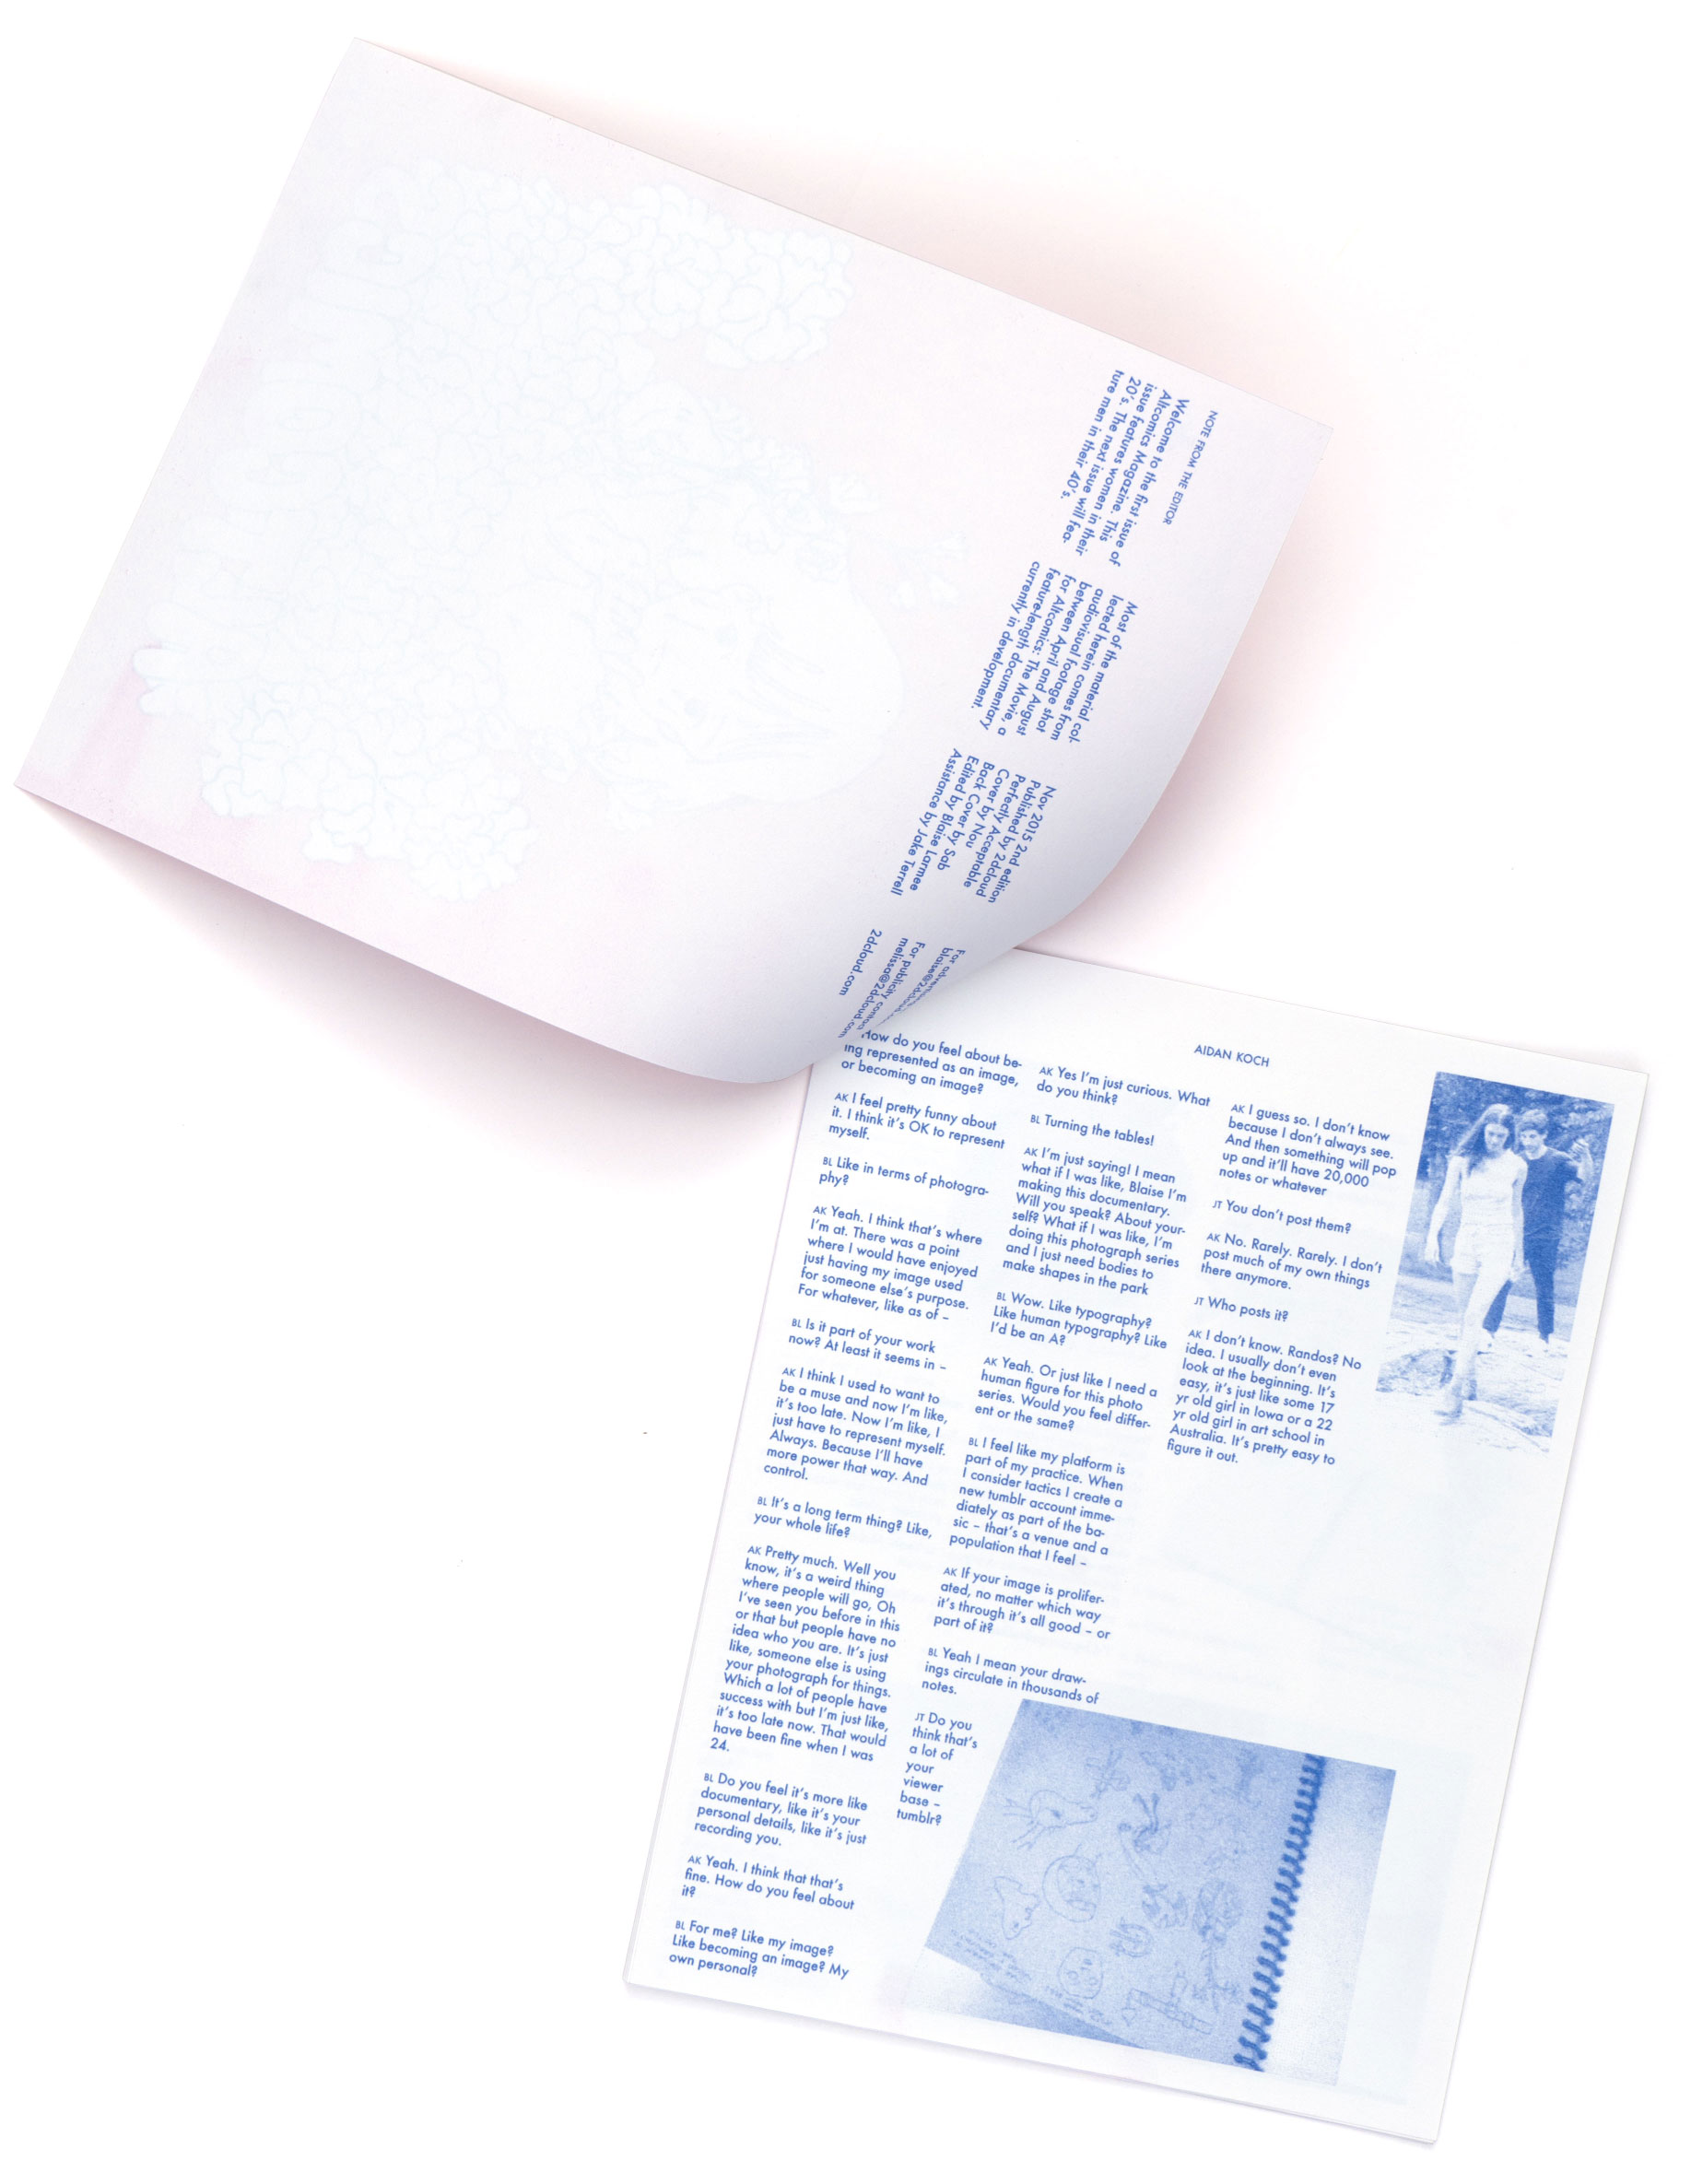 NOTE FROM THE EDITOR
Welcome to the first issue of
Altcomics Magazine. This
issue features women in their
20's. The next issue will fea-
ture men in their 40's.
Most of the material col-
lected herein comes from
audiovisual footage shot
between April and August
for Altcomics: The Movie, a
feature-length documentary
currently in development.
Nov 2015 2nd edition
Published by 2dcloud
Perfectly Acceptable
Cover by Nou
Back Cover by Sab
Edited by Blaise Larmee
Assistance by Jake Terrell
For
blaise@2dcloud.
For publicity contact
melissa@2dcloud.com
2dcloud.com
AIDAN KOCH
How do you feel about be-
ing represented as an image,
or becoming an image?
AK I feel pretty funny about
it. I think it's OK to represent
myself.
BL Like in terms of photogra-
phy?
AK Yeah. I think that's where
I'm at. There was a point
where I would have enjoyed
just having my image used
for someone else's purpose.
For whatever, like as of –
BL Is it part of your work
now? At least it seems in –
AK I think I used to want to
be a muse and now I'm like,
it's too late. Now I'm like, I
just have to represent myself.
Always. Because I'll have
more power that way. And
control.
BL It's a long term thing? Like,
your whole life?
AK Pretty much. Well you
know, it's a weird thing
where people will go, Oh
I've seen you before in this
or that but people have no
idea who you are. It's just
like, someone else is using
your photograph for things.
Which a lot of people have
success with but I'm just like,
it's too late now. That would
have been fine when I was
24.
BL Do you feel it's more like
documentary, like it's your
personal details, like it's just
recording you.
AK Yeah. I think that that's
fine. How do you feel about
it?
BL For me? Like my image?
Like becoming an image? My
own personal?
AK Yes I'm just curious. What
do you think?
BL Turning the tables!
AK I'm just saying! I mean
what if I was like, Blaise I'm
making this documentary.
Will you speak? About your-
self? What if I was like, I'm
doing this photograph series
and I just need bodies to
make shapes in the park
BL Wow. Like typography?
Like human typography? Like
I'd be an A?
AK Yeah. Or just like I need a
human figure for this photo
series. Would you feel differ-
ent or the same?
BL I feel like my platform is
part of my practice. When
I consider tactics I create a
new tumblr account imme-
diately as part of the ba-
sic – that's a venue and a
population that I feel –
AK If your image is prolifer-
ated, no matter which way
it's through it's all good – or
part of it?
BL Yeah I mean your draw-
ings circulate in thousands of
notes.
JT Do you
think that's
a lot of
your
viewer
base –
tumblr?
AK I guess so. I don't know
because I don't always see.
And then something will pop
up and it'll have 20,000
notes or whatever
JT You don't post them?
AK No. Rarely. Rarely. I don't
post much of my own things
there anymore.
JT Who posts it?
AK I don't know. Randos? No
idea. I usually don't even
look at the beginning. It's
easy, it's just like some 17
yr old girl in Iowa or a 22
yr old girl in art school in
Australia. It's pretty easy to
figure it out.